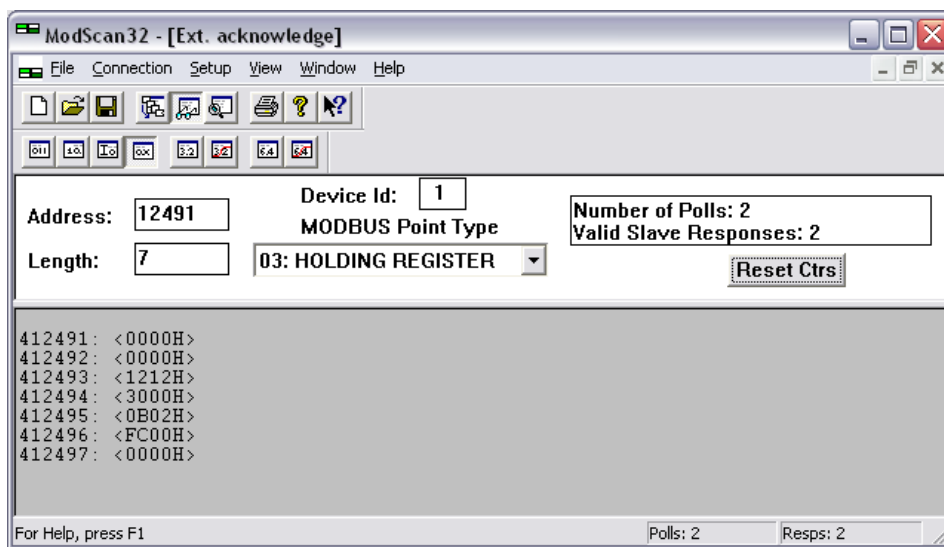 ModScan32 - [Ext. acknowledge]
File Connection Setup View Window Help
Address: 12491
Device Id: 1
MODBUS Point Type
Length: 7
03: HOLDING REGISTER
Number of Polls: 2
Valid Slave Responses: 2
Reset Ctrs
412491: <0000H>
412492: <0000H>
412493: <1212H>
412494: <3000H>
412495: <0B02H>
412496: <FC00H>
412497: <0000H>
For Help, press F1
Polls: 2
Resps: 2